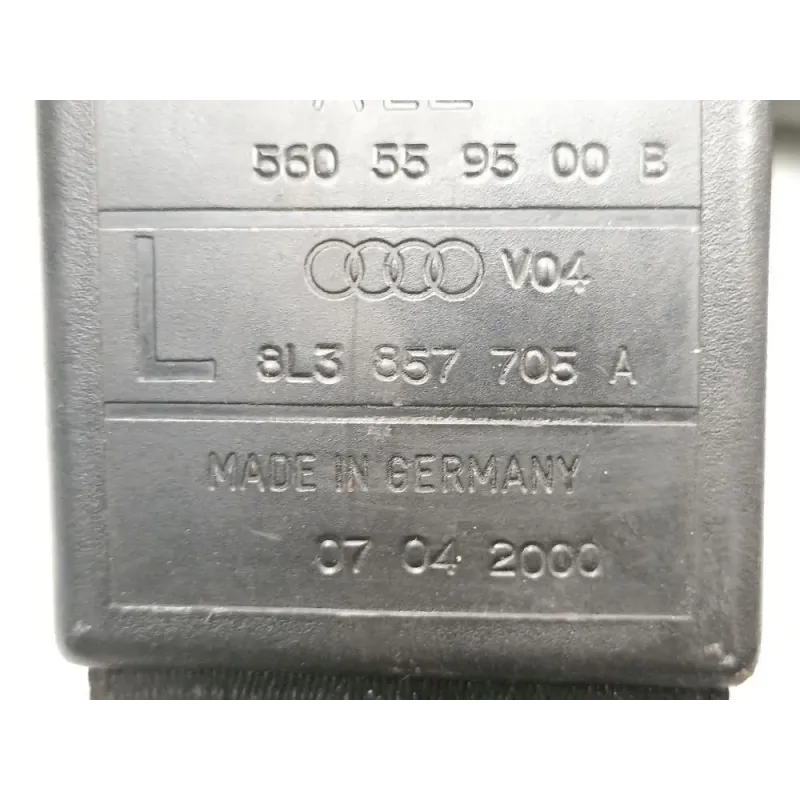 560 55 95 00 B
L
V04
8L3 857 705 A
MADE IN GERMANY
07 04 2000